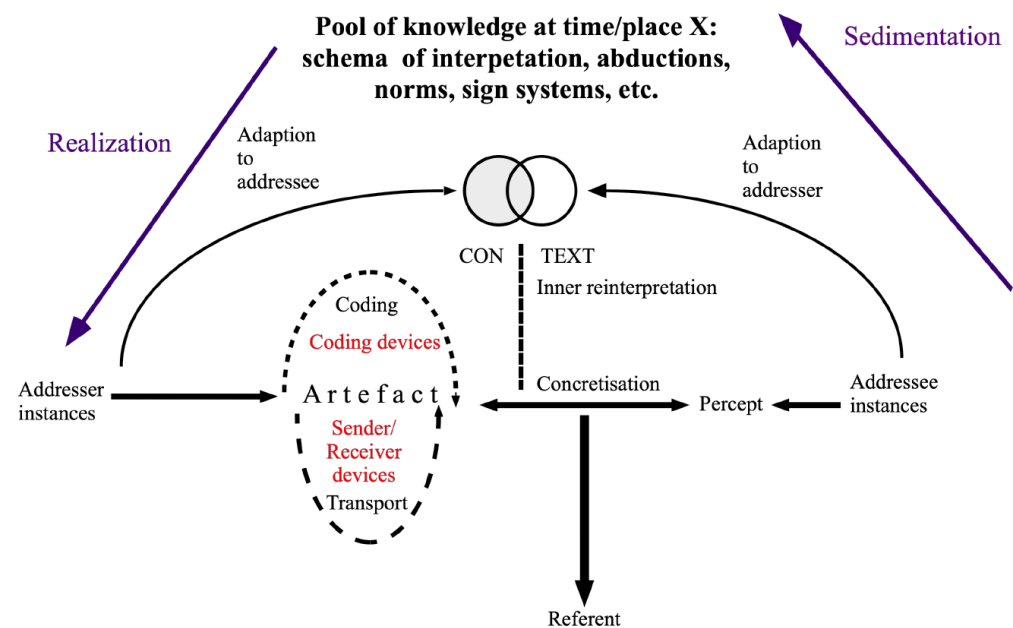 Pool of knowledge at time/place X:
schema of interpetation, abductions,
norms, sign systems, etc.
Sedimentation
Realization
Adaption
to
addressee
Adaption
to
addresser
CON TEXT
Inner reinterpretation
Coding
Coding devices
Addresser
instances
Artefact
Concretisation
Percept
Addressee
instances
Sender/
Receiver
devices
Transport
Referent